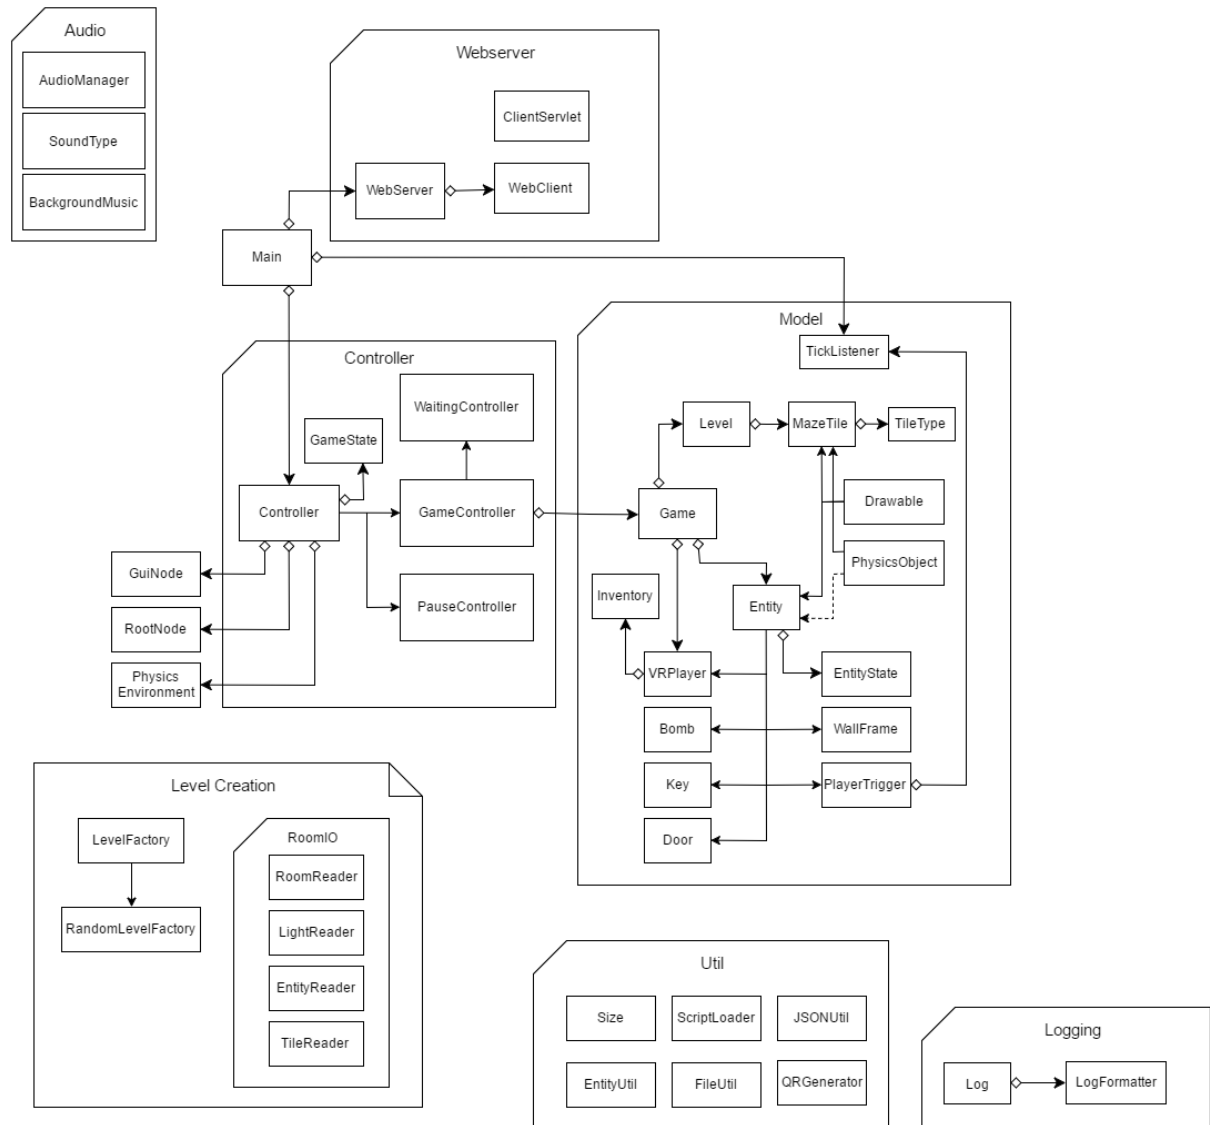 Audio
AudioManager
SoundType
BackgroundMusic
Webserver
ClientServlet
WebServer
WebClient
Main
Controller
WaitingController
GameState
Controller
GameController
PauseController
GuiNode
RootNode
Physics
Environment
Model
TickListener
Level
MazeTile
TileType
Drawable
Game
PhysicsObject
Inventory
Entity
VRPlayer
EntityState
Bomb
WallFrame
Key
PlayerTrigger
Door
Level Creation
LevelFactory
RandomLevelFactory
RoomIO
RoomReader
LightReader
EntityReader
TileReader
Util
Size
ScriptLoader
JSONUtil
EntityUtil
FileUtil
QRGenerator
Logging
Log
LogFormatter